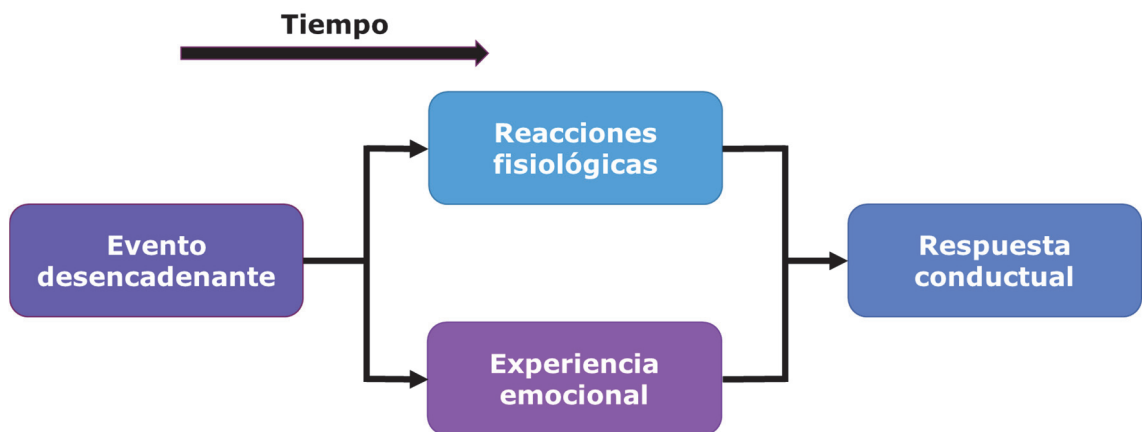 Tiempo
Reacciones
fisiológicas
Evento
desencadenante
Respuesta
conductual
Experiencia
emocional